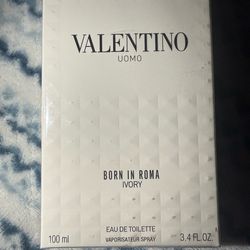 VALENTINO
UOMO
BORN IN ROMA
IVORY
EAU DE TOILETTE
100 ml VAPORISATEUR SPRAY 3.4 FL.OZ.